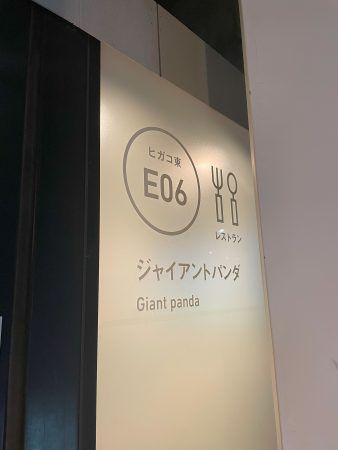 ヒガコ東
E06
レストラン
ジャイアントパンダ
Giant panda